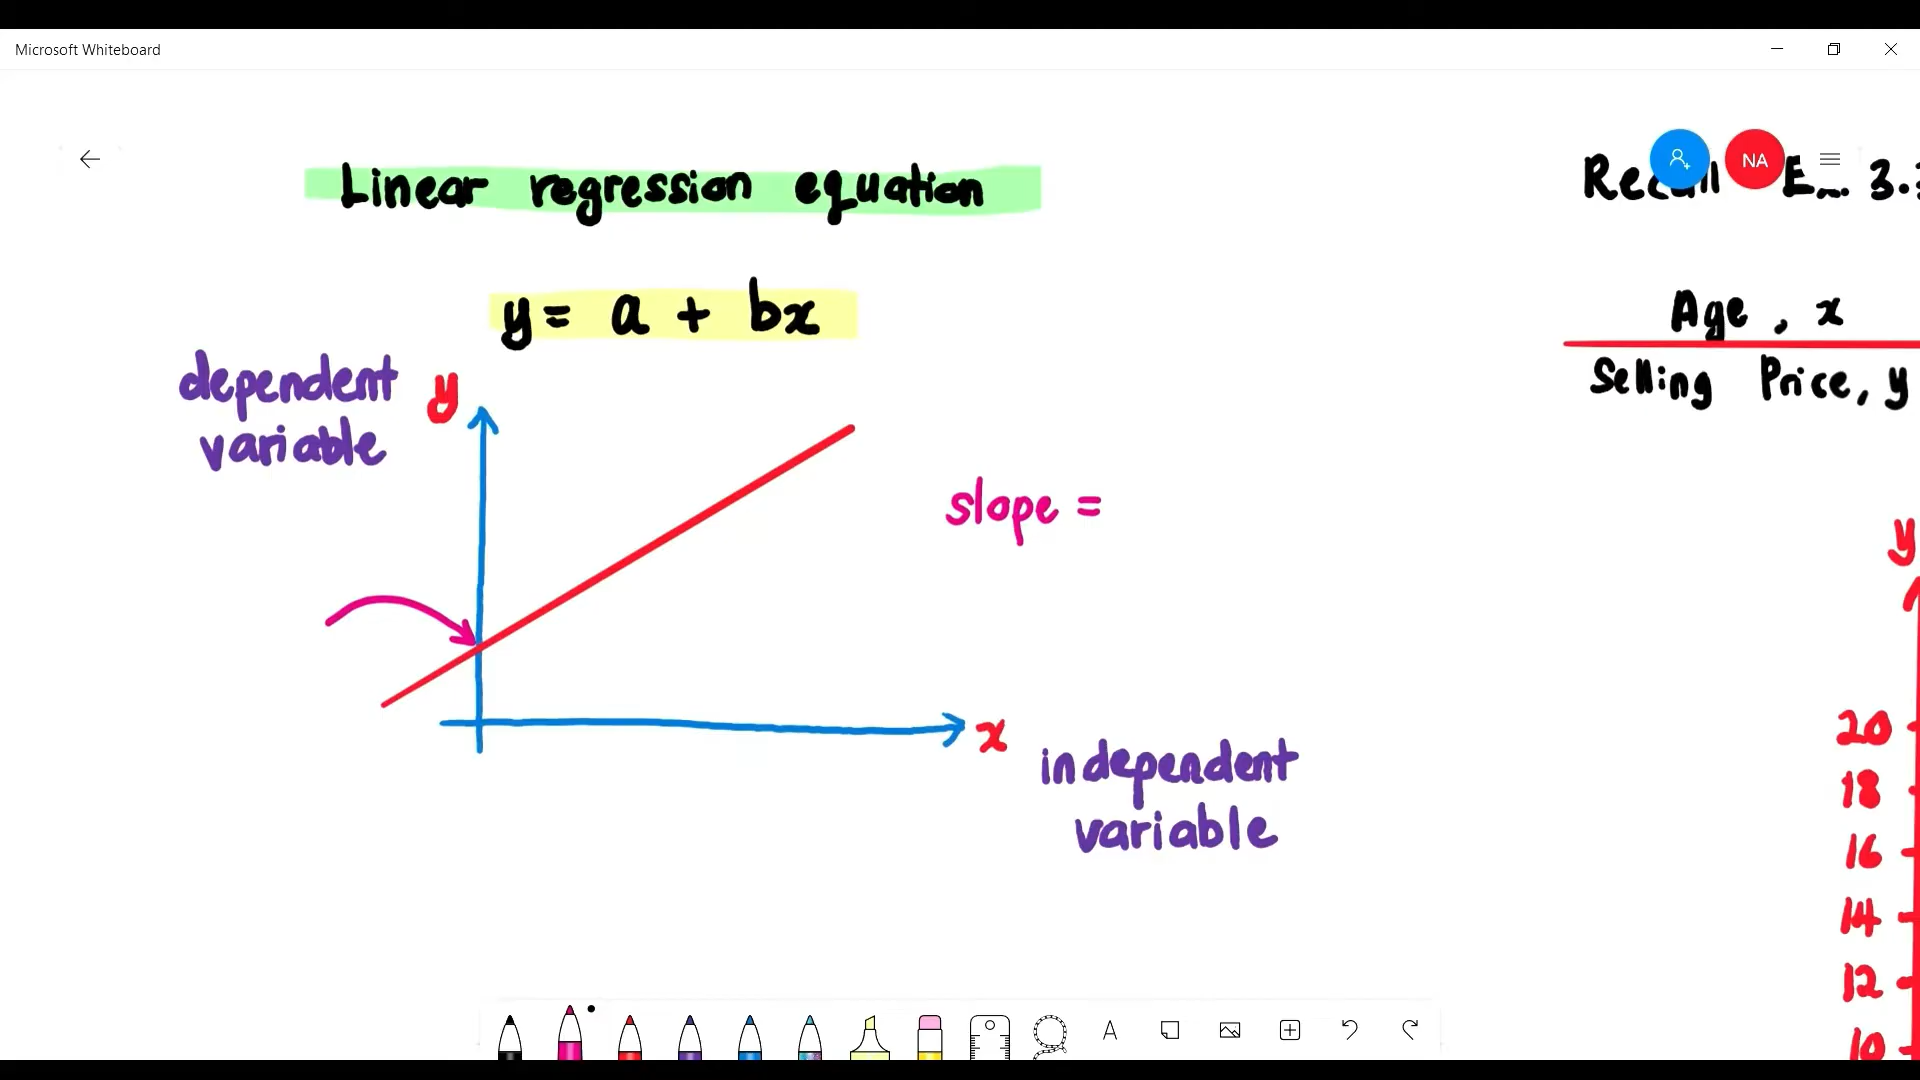 Microsoft Whiteboard
Linear regression equation
y = a + bx
dependent
variable
y
slope =
x
independent
variable
NA
3.
Age, x
Selling Price, y
y
20
18
16
14
12
10
A